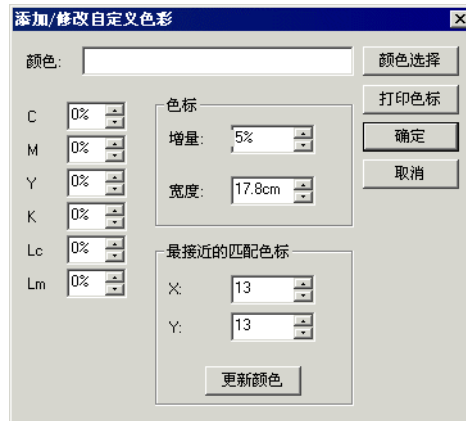 添加/修改自定义色彩
颜色:
颜色选择
打印色标
确定
取消
C 0%
M 0%
Y 0%
K 0%
Lc 0%
Lm 0%
色标
增量: 5%
宽度: 17.8cm
最接近的匹配色标
X: 13
Y: 13
更新颜色